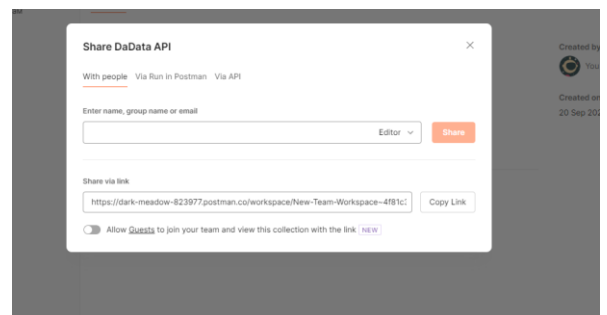 Share DaData API
With people Via Run in Postman Via API
Enter name, group name or email
Editor Share
Share via link
https://dark-meadow-823977.postman.co/workspace/New-Team-Workspace~4f81c Copy Link
Allow Guests to join your team and view this collection with the link NEW
Created by
You
Created on
20 Sep 202